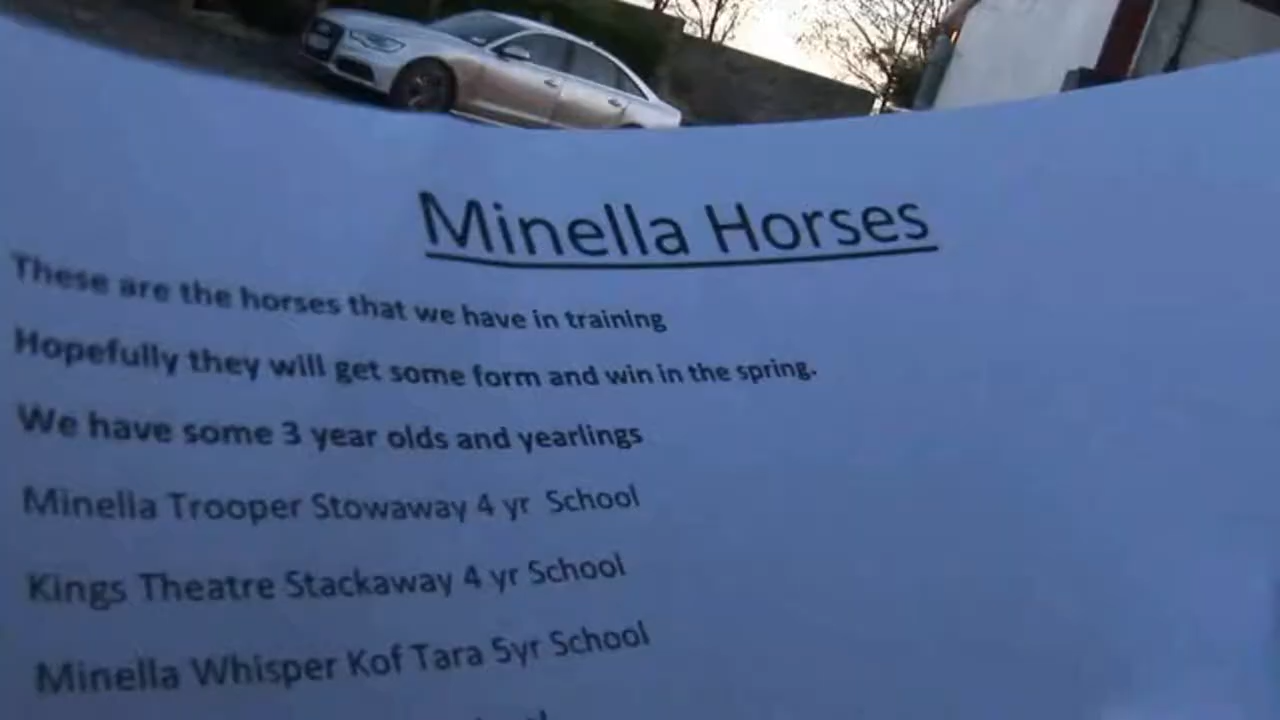 Minella Horses
These are the horses that we have in training
Hopefully they will get some form and win in the spring.
We have some 3 year olds and yearlings
Minella Trooper Stowaway 4 yr School
Kings Theatre Stackaway 4 yr School
Minella Whisper Kof Tara 5yr School